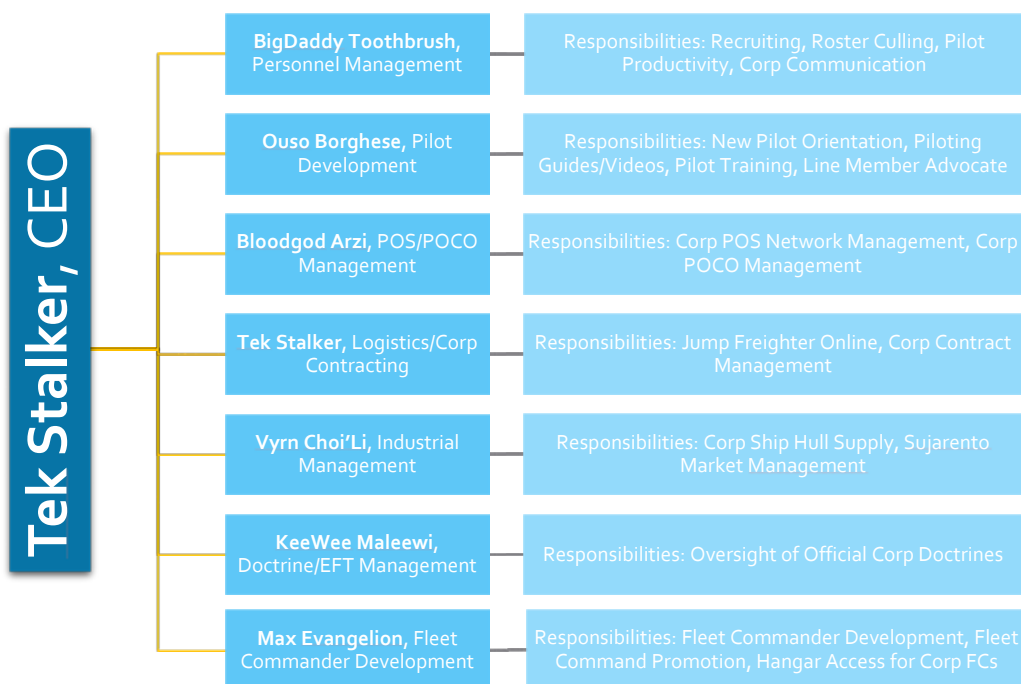 Tek Stalker, CEO
BigDaddy Toothbrush,
Personnel Management
Responsibilities: Recruiting, Roster Culling, Pilot
Productivity, Corp Communication
Ouso Borghese, Pilot
Development
Responsibilities: New Pilot Orientation, Piloting
Guides/Videos, Pilot Training, Line Member Advocate
Bloodgod Arzi, POS/POCO
Management
Responsibilities: Corp POS Network Management, Corp
POCO Management
Tek Stalker, Logistics/Corp
Contracting
Responsibilities: Jump Freighter Online, Corp Contract
Management
Vyrn Choi’Li, Industrial
Management
Responsibilities: Corp Ship Hull Supply, Sujarento
Market Management
KeeWee Maleewi,
Doctrine/EFT Management
Responsibilities: Oversight of Official Corp Doctrines
Max Evangelion, Fleet
Commander Development
Responsibilities: Fleet Commander Development, Fleet
Command Promotion, Hangar Access for Corp FCs